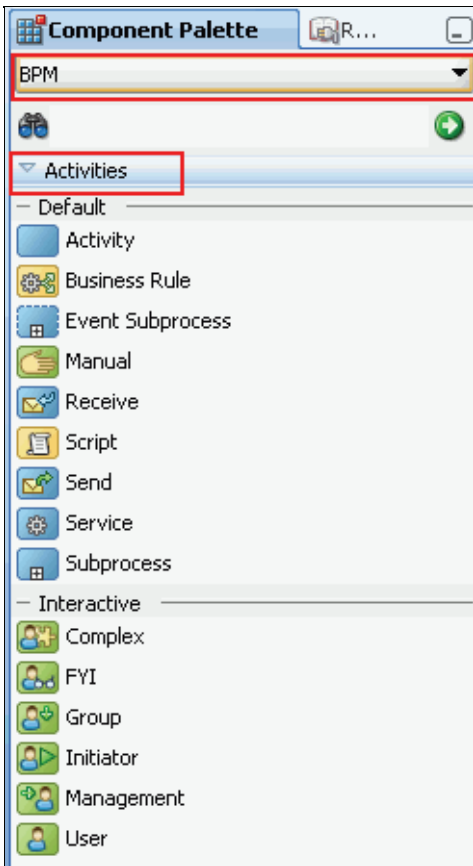 Component Palette R...
BPM
Activities
Default
Activity
Business Rule
Event Subprocess
Manual
Receive
Script
Send
Service
Subprocess
Interactive
Complex
FYI
Group
Initiator
Management
User